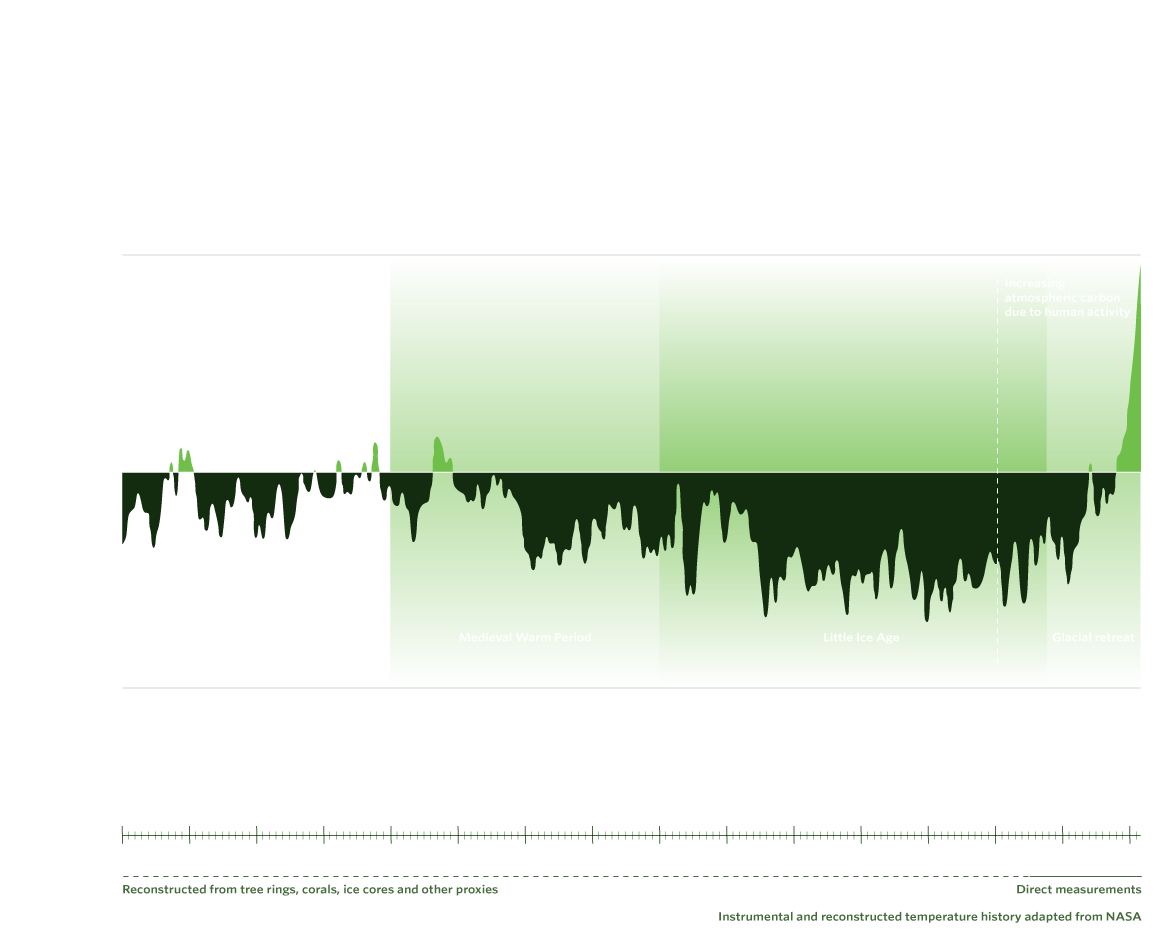 Increasing
atmospheric carbon
due to human activity
Medieval Warm Period
Little Ice Age
Glacial retreat
Reconstructed from tree rings, corals, ice cores and other proxies
Direct measurements
Instrumental and reconstructed temperature history adapted from NASA